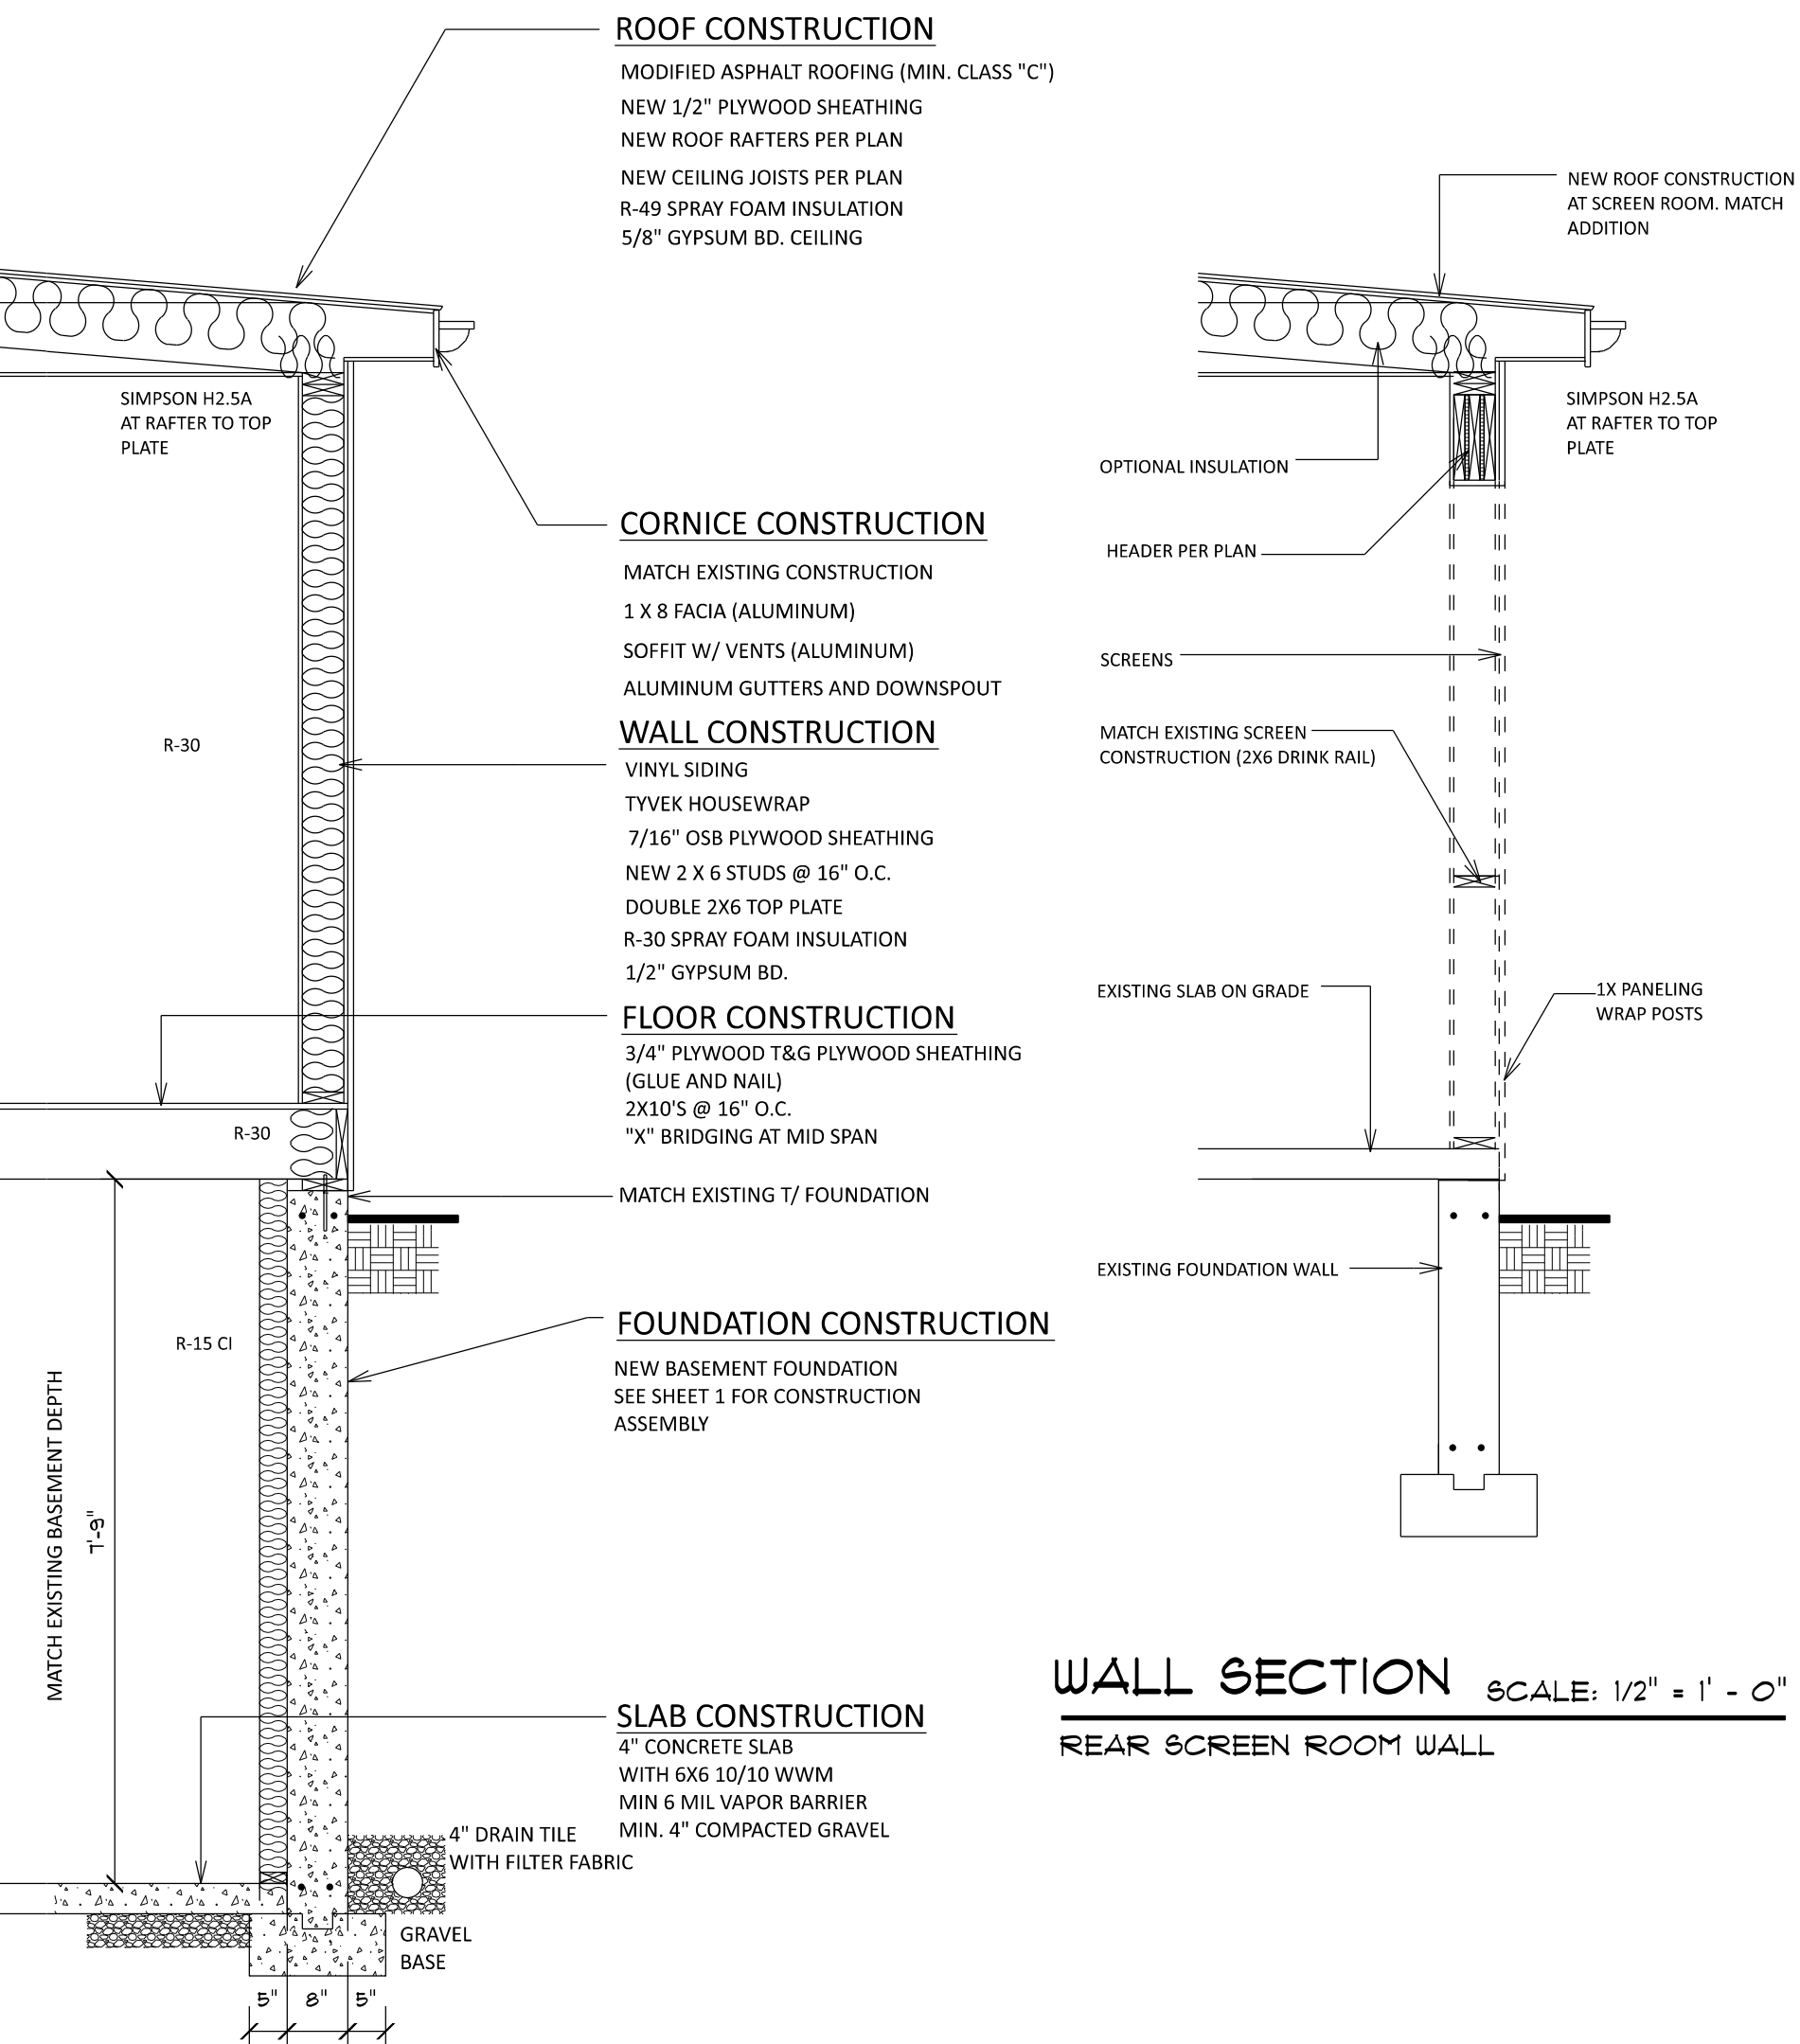 ROOF CONSTRUCTION
MODIFIED ASPHALT ROOFING (MIN. CLASS "C")
NEW 1/2" PLYWOOD SHEATHING
NEW ROOF RAFTERS PER PLAN
NEW CEILING JOISTS PER PLAN
R-49 SPRAY FOAM INSULATION
5/8" GYPSUM BD. CEILING
SIMPSON H2.5A
AT RAFTER TO TOP
PLATE
CORNICE CONSTRUCTION
MATCH EXISTING CONSTRUCTION
1 X 8 FACIA (ALUMINUM)
SOFFIT W/ VENTS (ALUMINUM)
ALUMINUM GUTTERS AND DOWNSPOUT
R-30
WALL CONSTRUCTION
VINYL SIDING
TYVEK HOUSEWRAP
7/16" OSB PLYWOOD SHEATHING
NEW 2 X 6 STUDS @ 16" O.C.
DOUBLE 2X6 TOP PLATE
R-30 SPRAY FOAM INSULATION
1/2" GYPSUM BD.
FLOOR CONSTRUCTION
3/4" PLYWOOD T&G PLYWOOD SHEATHING
(GLUE AND NAIL)
2X10'S @ 16" O.C.
"X" BRIDGING AT MID SPAN
R-30
MATCH EXISTING T/ FOUNDATION
FOUNDATION CONSTRUCTION
NEW BASEMENT FOUNDATION
SEE SHEET 1 FOR CONSTRUCTION
ASSEMBLY
R-15 CI
MATCH EXISTING BASEMENT DEPTH
7'-9"
SLAB CONSTRUCTION
4" CONCRETE SLAB
WITH 6X6 10/10 WWM
MIN 6 MIL VAPOR BARRIER
MIN. 4" COMPACTED GRAVEL
4" DRAIN TILE
WITH FILTER FABRIC
GRAVEL
BASE
5" 8" 5"
NEW ROOF CONSTRUCTION
AT SCREEN ROOM. MATCH
ADDITION
SIMPSON H2.5A
AT RAFTER TO TOP
PLATE
OPTIONAL INSULATION
HEADER PER PLAN
SCREENS
MATCH EXISTING SCREEN
CONSTRUCTION (2X6 DRINK RAIL)
EXISTING SLAB ON GRADE
1X PANELING
WRAP POSTS
EXISTING FOUNDATION WALL
WALL SECTION SCALE: 1/2" = 1' - 0"
REAR SCREEN ROOM WALL